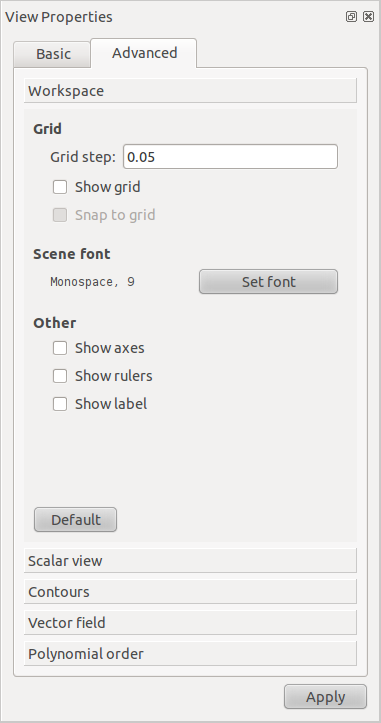 View Properties
Basic Advanced
Workspace
Grid
Grid step: 0.05
Show grid
Snap to grid
Scene font
Monospace, 9 Set font
Other
Show axes
Show rulers
Show label
Default
Scalar view
Contours
Vector field
Polynomial order
Apply